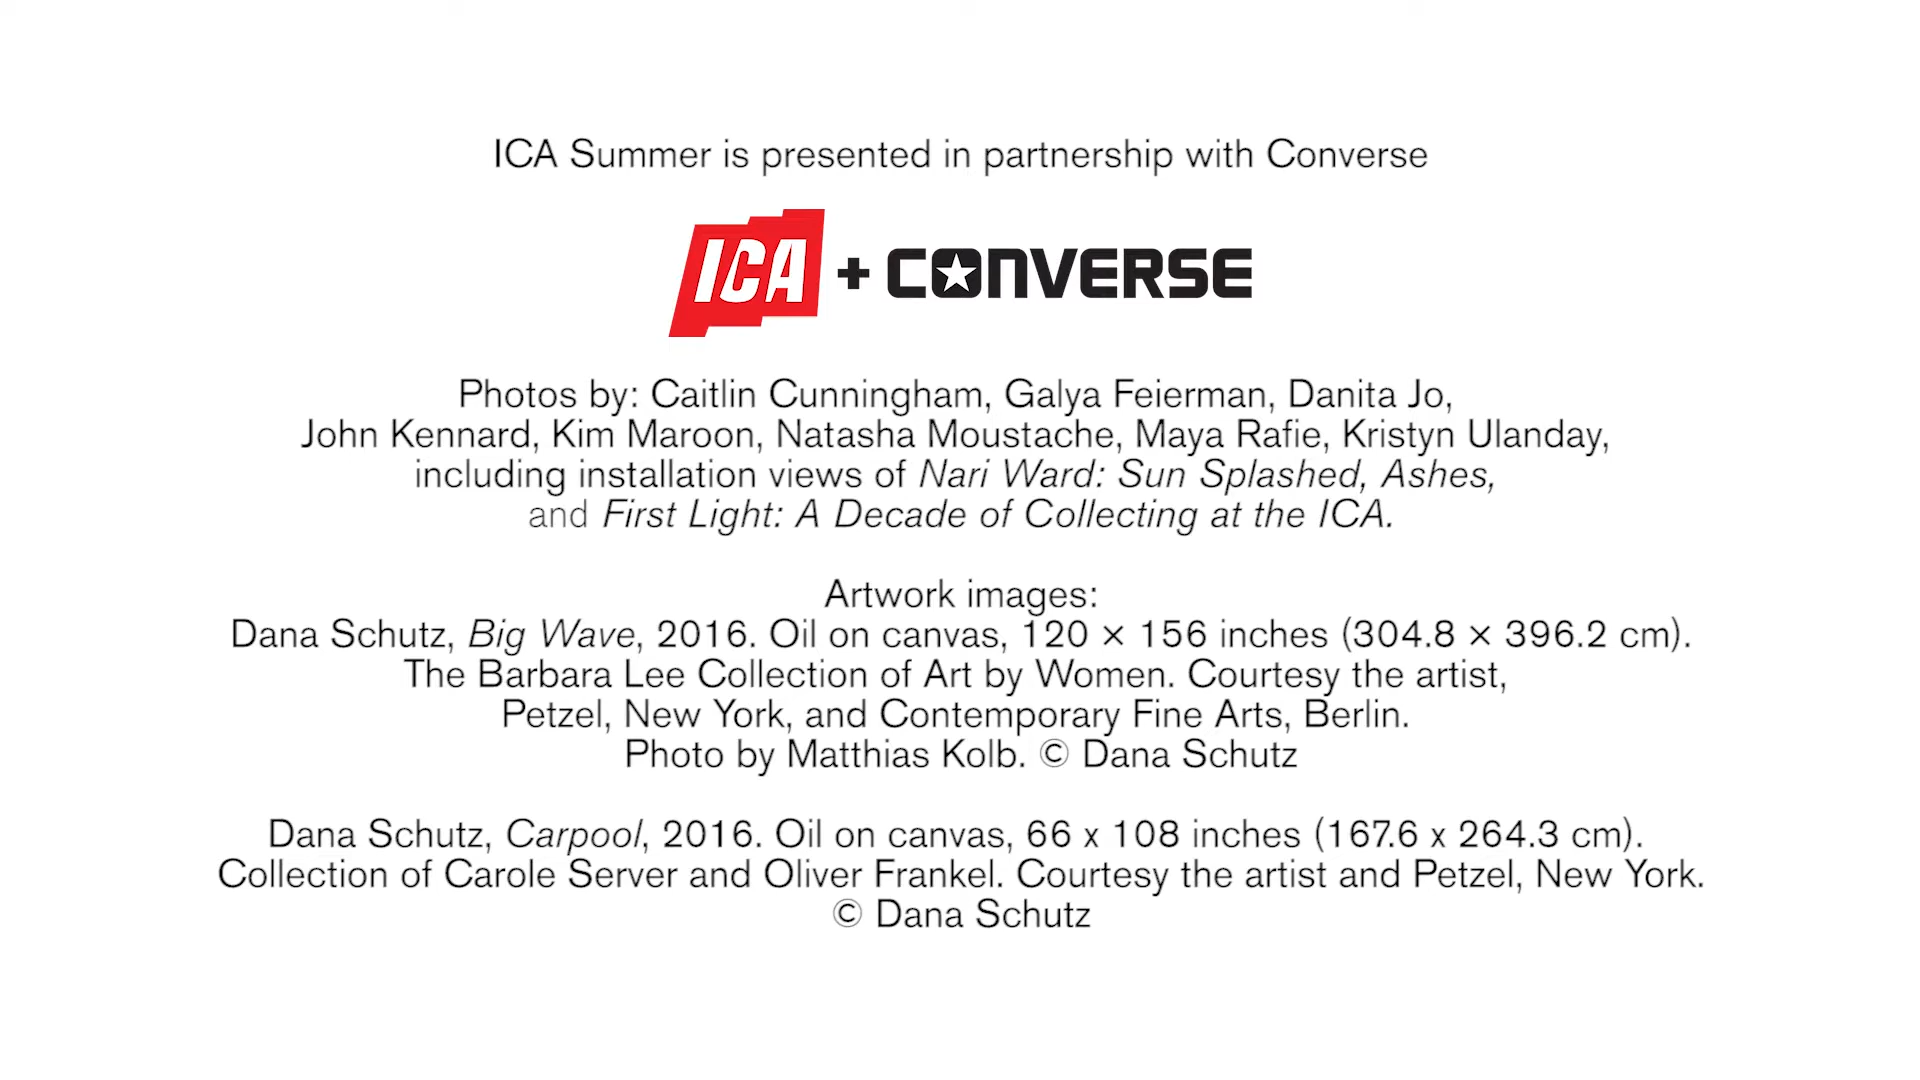 ICA Summer is presented in partnership with Converse
ICA + CONVERSE
Photos by: Caitlin Cunningham, Galya Feierman, Danita Jo,
John Kennard, Kim Maroon, Natasha Moustache, Maya Rafie, Kristyn Ulanday,
including installation views of Nari Ward: Sun Splashed, Ashes,
and First Light: A Decade of Collecting at the ICA.
Artwork images:
Dana Schutz, Big Wave, 2016. Oil on canvas, 120 × 156 inches (304.8 × 396.2 cm).
The Barbara Lee Collection of Art by Women. Courtesy the artist,
Petzel, New York, and Contemporary Fine Arts, Berlin.
Photo by Matthias Kolb. © Dana Schutz
Dana Schutz, Carpool, 2016. Oil on canvas, 66 x 108 inches (167.6 x 264.3 cm).
Collection of Carole Server and Oliver Frankel. Courtesy the artist and Petzel, New York.
© Dana Schutz